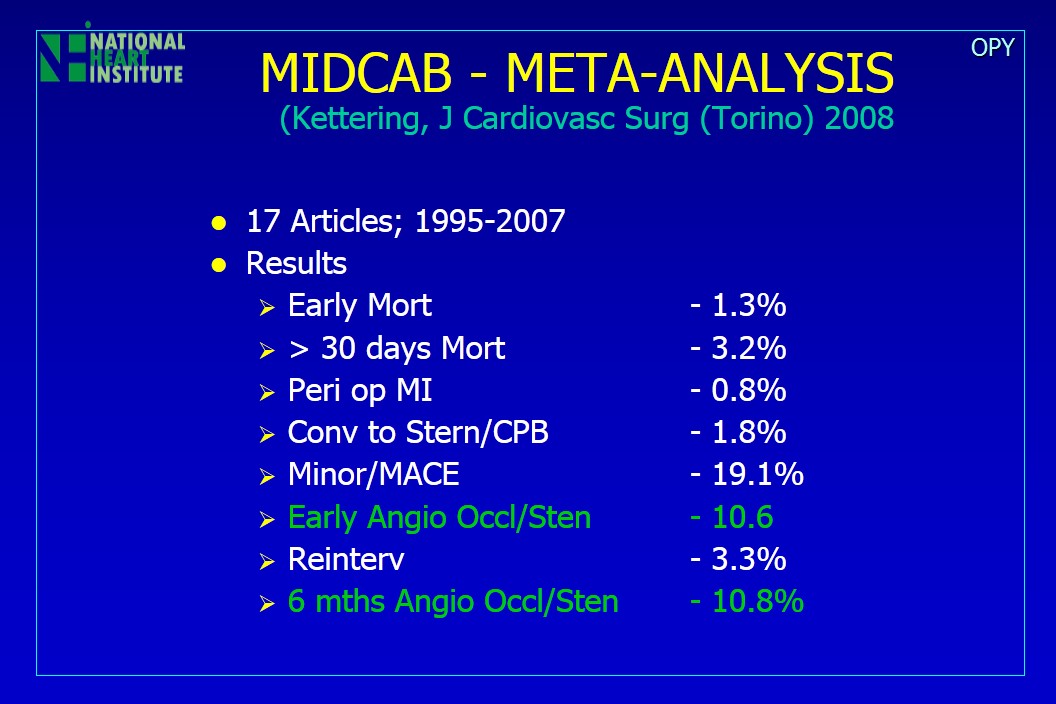 NATIONAL
HEART
INSTITUTE
OPY
MIDCAB - META-ANALYSIS
(Kettering, J Cardiovasc Surg (Torino) 2008
17 Articles; 1995-2007
Results
Early Mort - 1.3%
> 30 days Mort - 3.2%
Peri op MI - 0.8%
Conv to Stern/CPB - 1.8%
Minor/MACE - 19.1%
Early Angio Occl/Sten - 10.6
Reinterv - 3.3%
6 mths Angio Occl/Sten - 10.8%